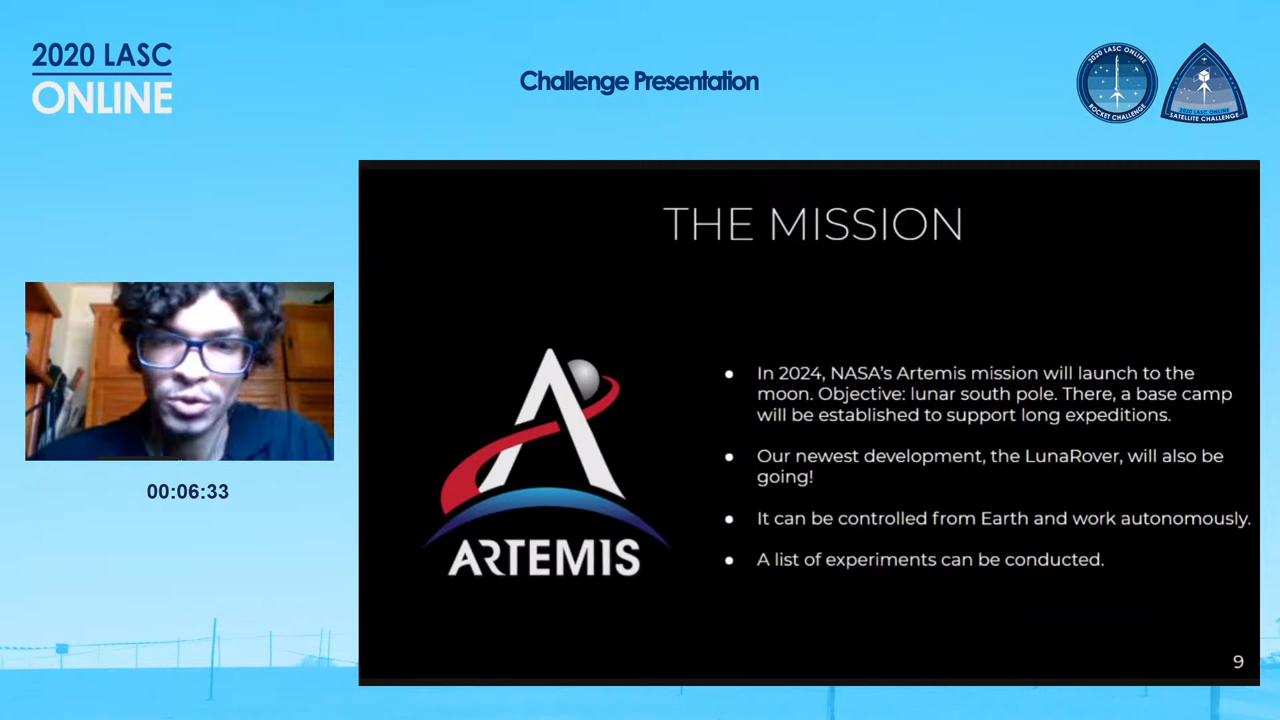 2020 LASC
ONLINE
Challenge Presentation
2020 LASC ONLINE
ROCKET CHALLENGE
2020 LASC ONLINE
SATELLITE CHALLENGE
THE MISSION
In 2024, NASA's Artemis mission will launch to the
moon. Objective: lunar south pole. There, a base camp
will be established to support long expeditions.
Our newest development, the LunaRover, will also be
going!
It can be controlled from Earth and work autonomously.
A list of experiments can be conducted.
ARTEMIS
00:06:33
9